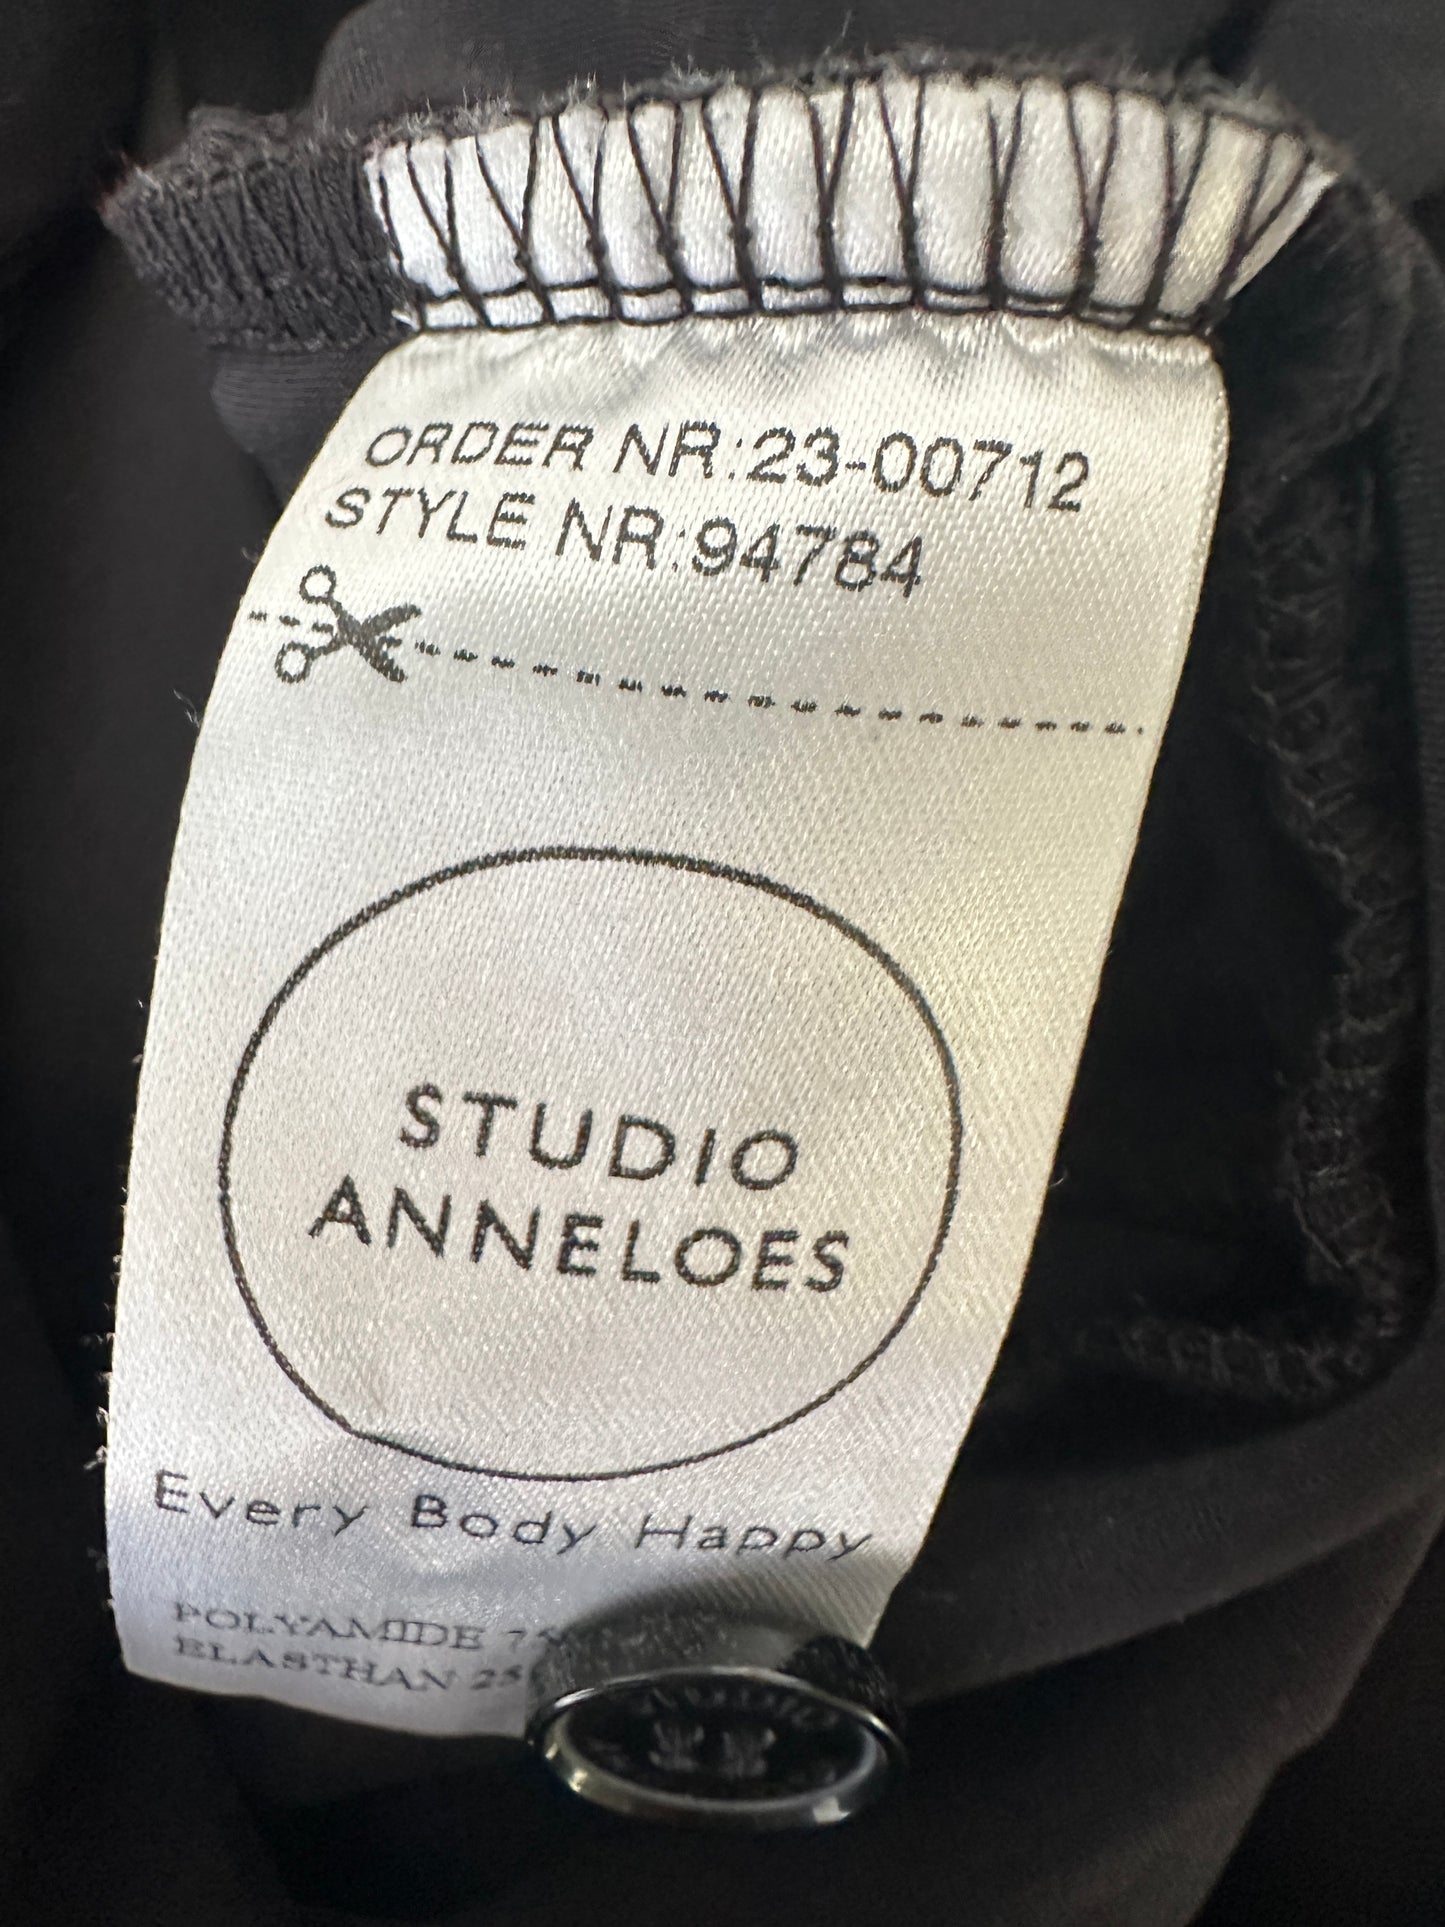 ORDER NR:23-00712
STYLE NR:94784
STUDIO
ANNELOES
Every Body Happy
POLYAMIDE
ELASTHAN